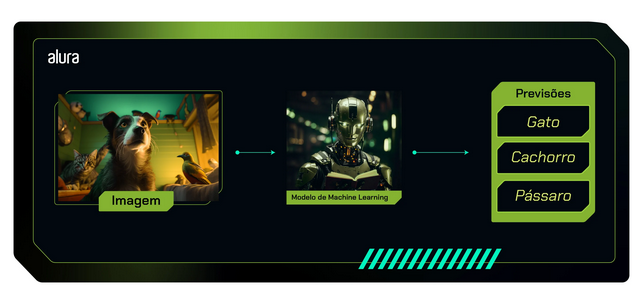 alura
Imagem
Modelo de Machine Learning
Previsões
Gato
Cachorro
Pássaro